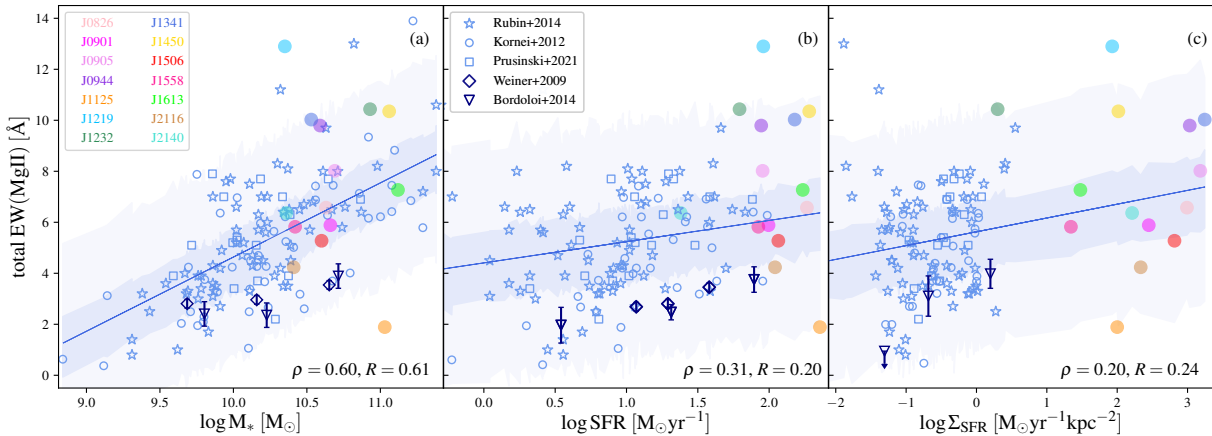 total EW(MgII) [Å]
14
12
10
8
6
4
2
0
J0826 J1341
J0901 J1450
J0905 J1506
J0944 J1558
J1125 J1613
J1219 J2116
J1232 J2140
(a)
ρ = 0.60, R = 0.61
9.0 9.5 10.0 10.5 11.0
log M* [M⊙]
Rubin+2014
Kornei+2012
Prusinski+2021
Weiner+2009
Bordoloi+2014
(b)
ρ = 0.31, R = 0.20
0.0 0.5 1.0 1.5 2.0
log SFR [M⊙yr⁻¹]
(c)
ρ = 0.20, R = 0.24
−2 −1 0 1 2 3
log ΣSFR [M⊙yr⁻¹kpc⁻²]